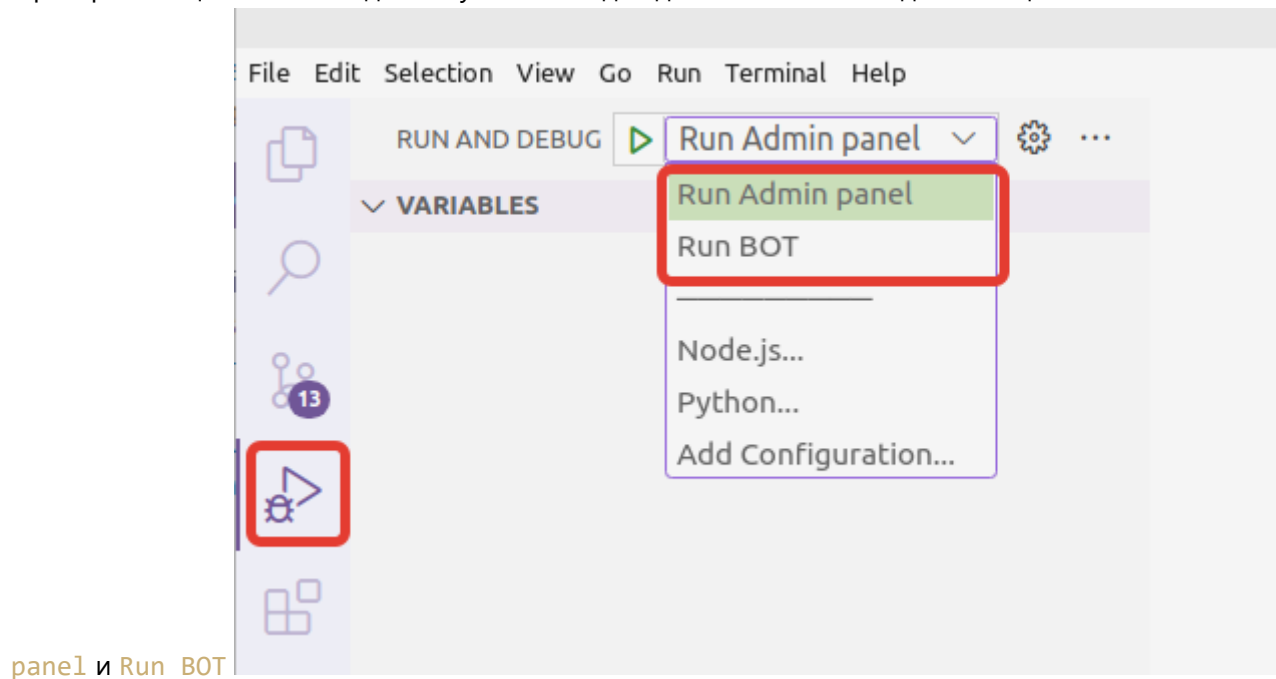 File Edit Selection View Go Run Terminal Help
RUN AND DEBUG Run Admin panel
VARIABLES
Run Admin panel
Run BOT
Node.js...
Python...
Add Configuration...
13
panel и Run BOT